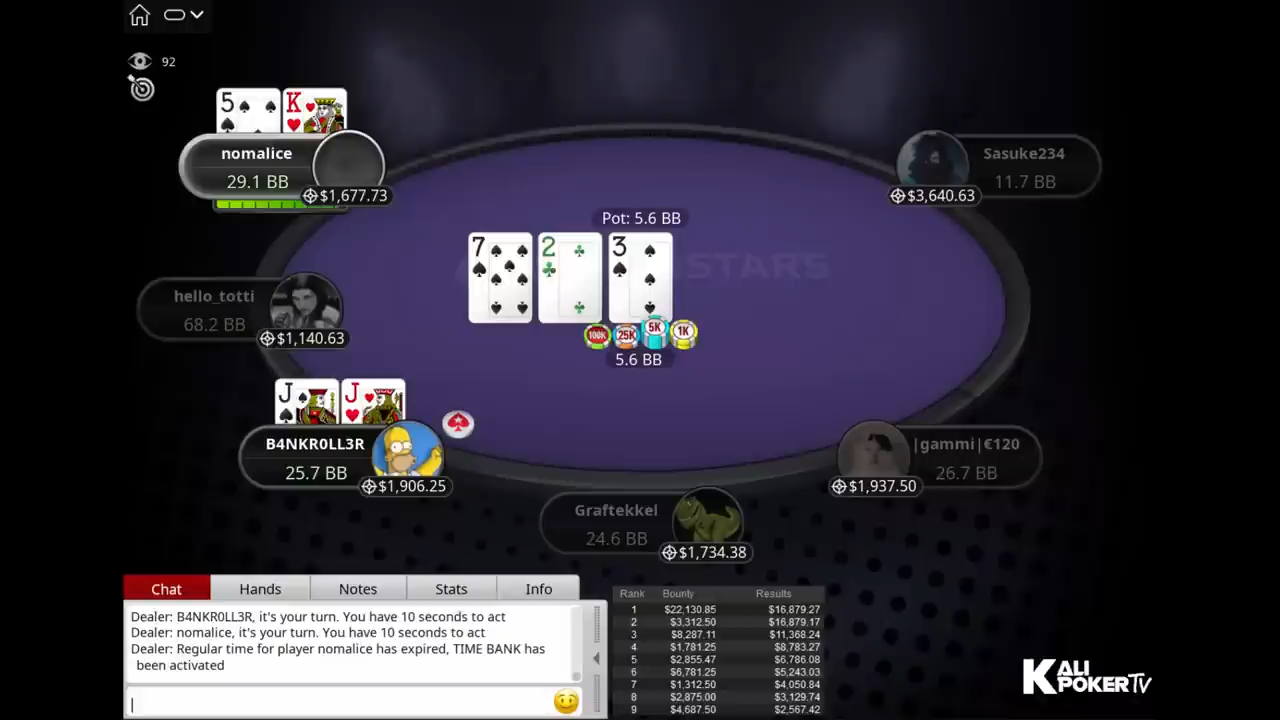 92
5 K
nomalice
29.1 BB
$1,677.73
Sasuke234
11.7 BB
$3,640.63
Pot: 5.6 BB
7 2 3
STARS
hello_totti
68.2 BB
$1,140.63
100K 25K 5K 1K
5.6 BB
J J
B4NKR0LL3R
25.7 BB
$1,906.25
|gammi|€120
26.7 BB
$1,937.50
Graftekkel
24.6 BB
$1,734.38
Chat Hands Notes Stats Info
Dealer: B4NKR0LL3R, it's your turn. You have 10 seconds to act
Dealer: nomalice, it's your turn. You have 10 seconds to act
Dealer: Regular time for player nomalice has expired, TIME BANK has
been activated
Rank Bounty Results
1 $22,130.85 $16,879.27
2 $3,312.50 $16,879.17
3 $8,287.11 $11,368.24
4 $1,781.25 $8,783.27
5 $2,855.47 $6,786.08
6 $6,781.25 $5,243.03
7 $1,312.50 $4,050.84
8 $2,875.00 $3,129.74
9 $4,687.50 $2,567.42
KALI
POKERTV